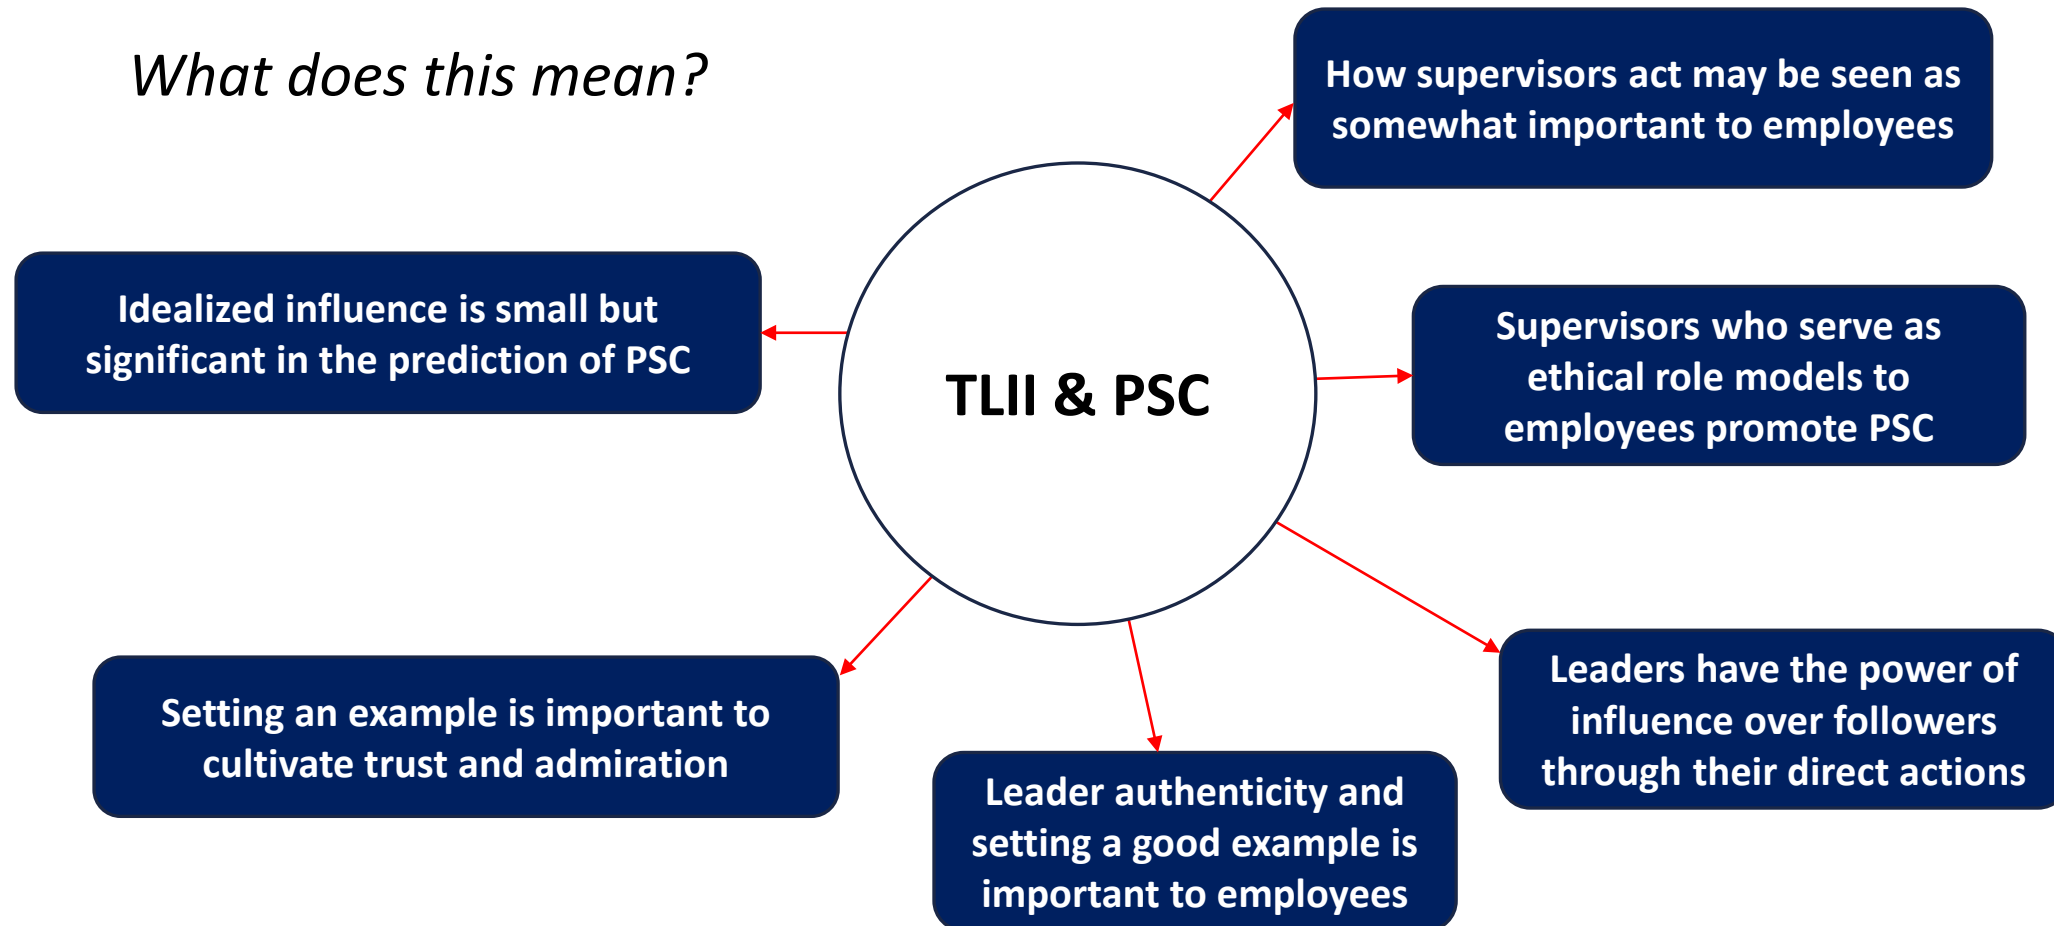 What does this mean?
How supervisors act may be seen as
somewhat important to employees
Idealized influence is small but
significant in the prediction of PSC
TLII & PSC
Supervisors who serve as
ethical role models to
employees promote PSC
Setting an example is important to
cultivate trust and admiration
Leader authenticity and
setting a good example is
important to employees
Leaders have the power of
influence over followers
through their direct actions